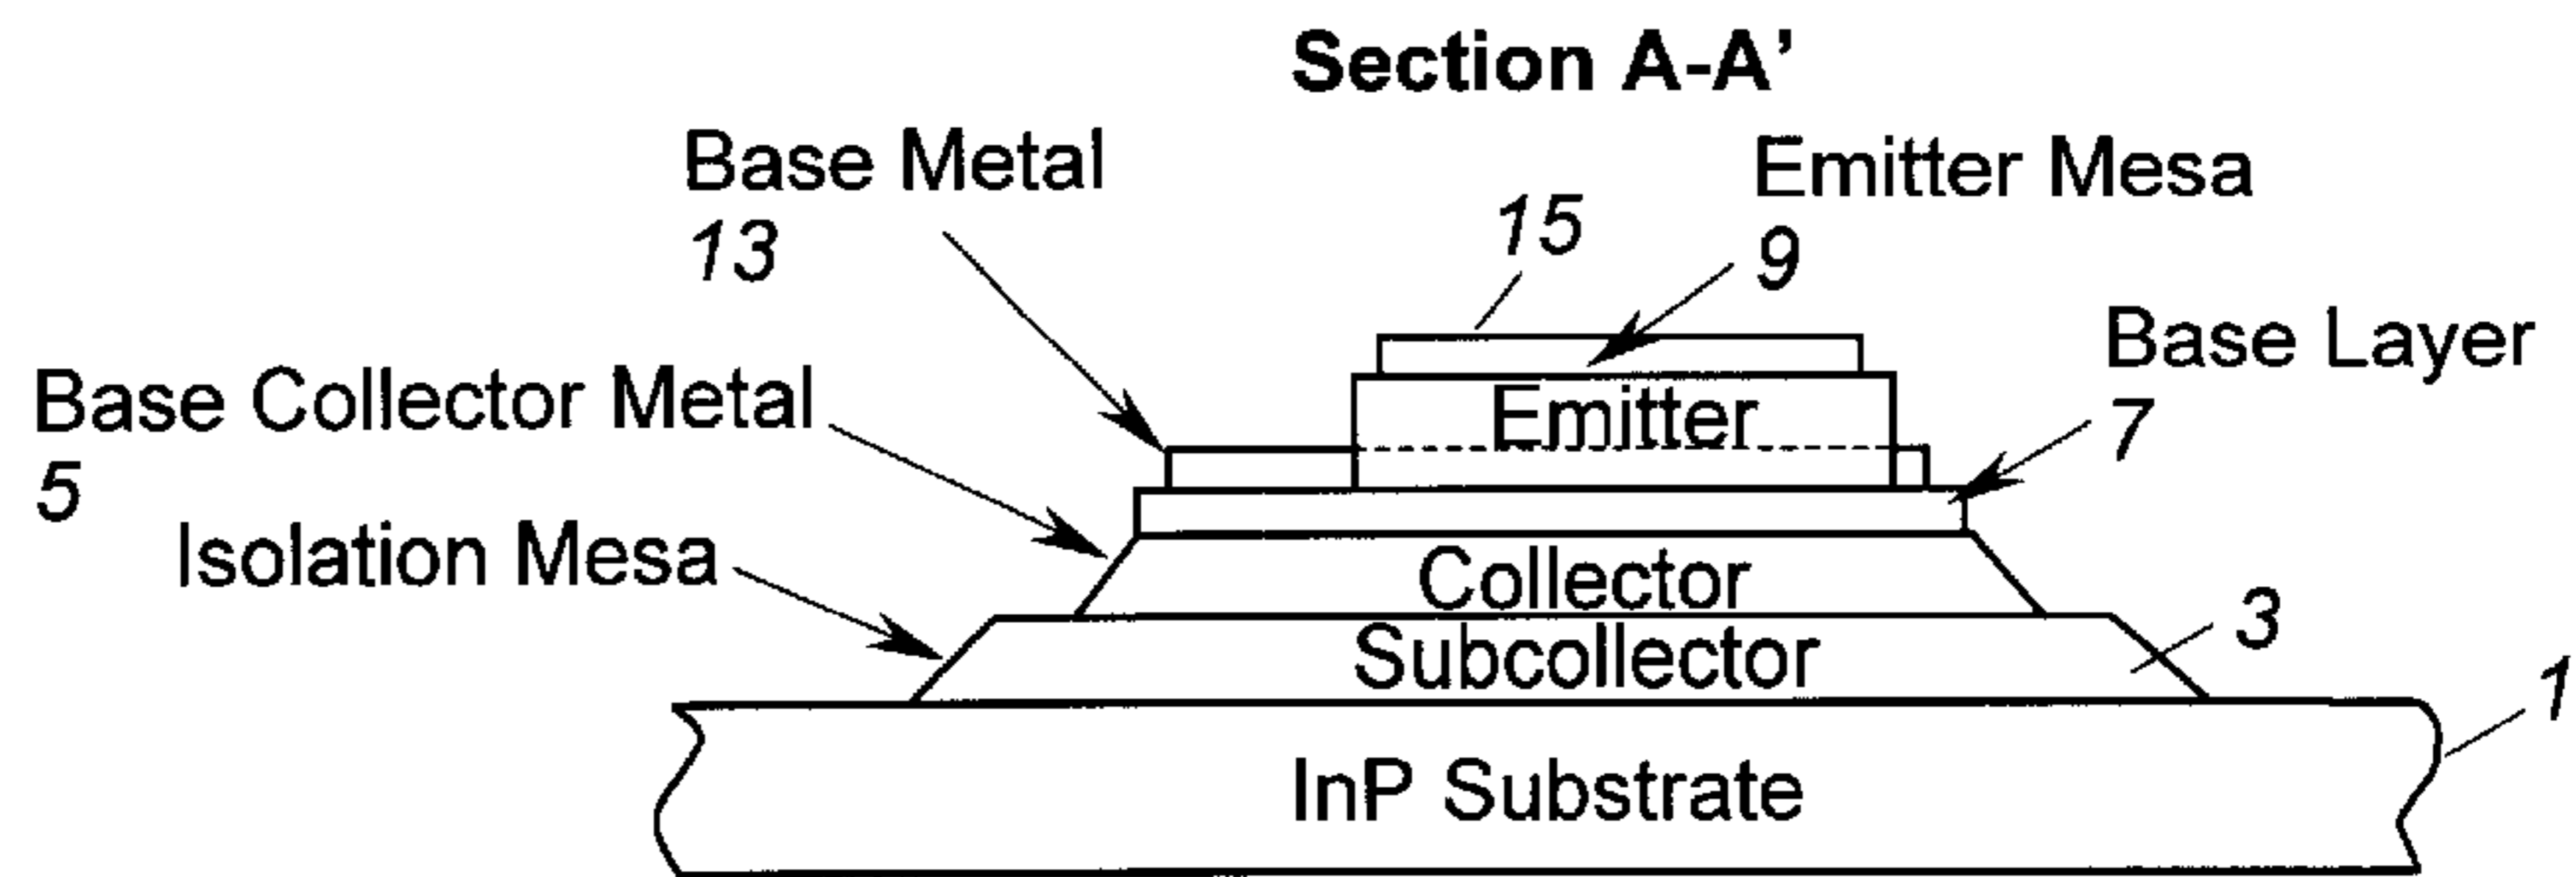 Section A-A’
Base Metal
13
15
Emitter Mesa
9
Base Layer
7
Base Collector Metal
5
Emitter
Isolation Mesa
Collector
Subcollector
3
1
InP Substrate